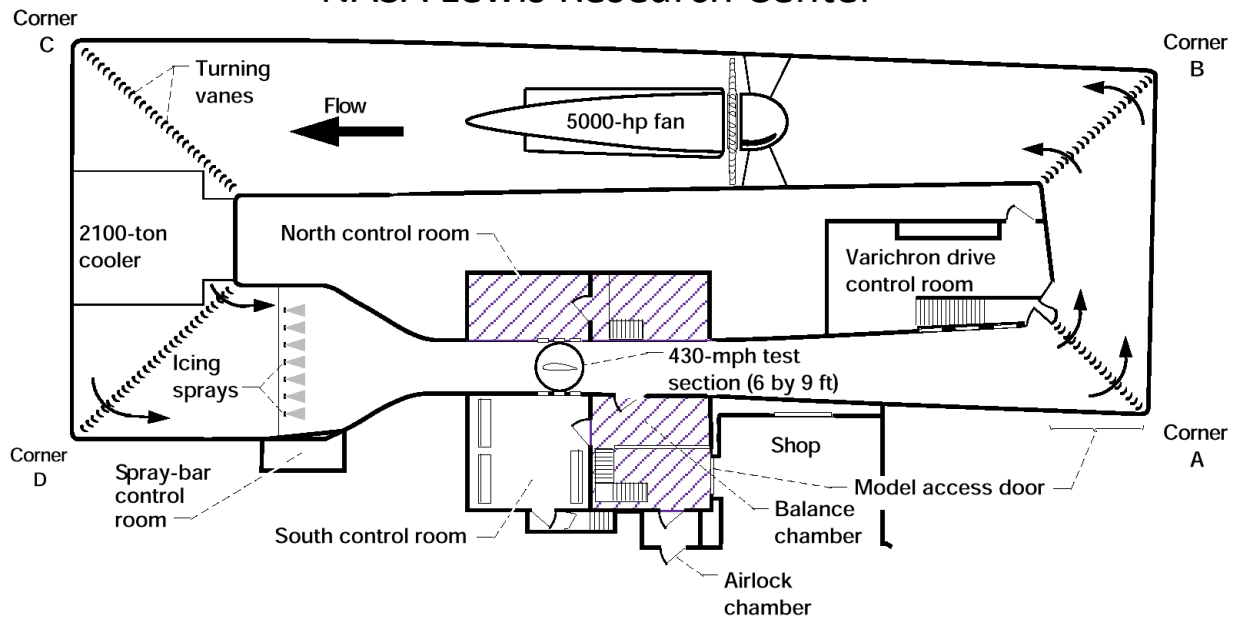 NASA Lewis Research Center
Corner
C
Corner
B
Turning
vanes
Flow
5000-hp fan
2100-ton
cooler
North control room
Varichron drive
control room
430-mph test
section (6 by 9 ft)
Icing
sprays
Corner
D
Spray-bar
control
room
South control room
Shop
Corner
A
Model access door
Balance
chamber
Airlock
chamber